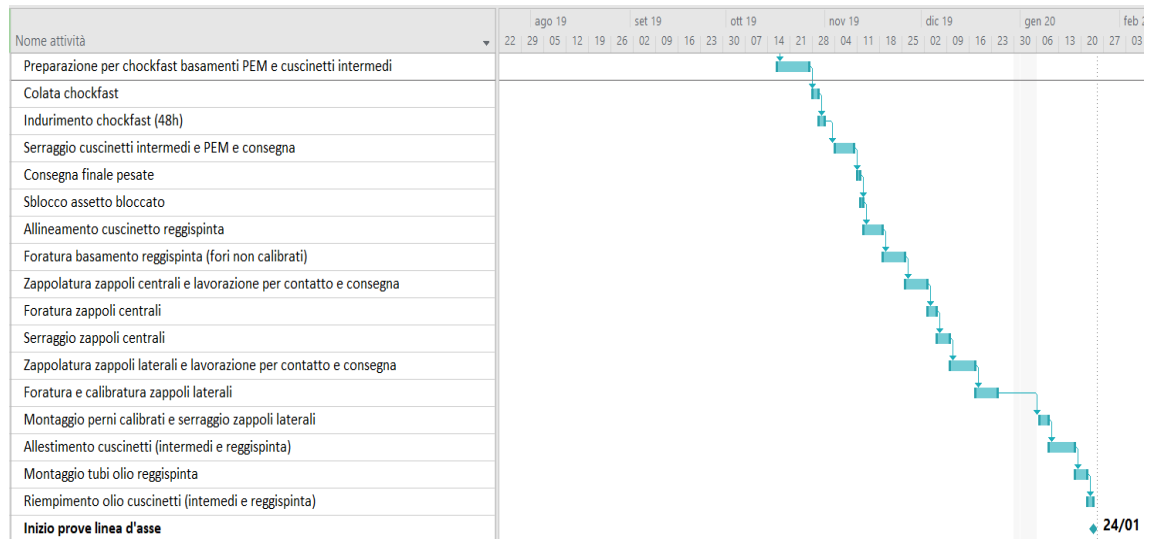 ago 19 set 19 ott 19 nov 19 dic 19 gen 20 feb 2
Nome attività 22 29 05 12 19 26 02 09 16 23 30 07 14 21 28 04 11 18 25 02 09 16 23 30 06 13 20 27 03
Preparazione per chockfast basamenti PEM e cuscinetti intermedi
Colata chockfast
Indurimento chockfast (48h)
Serraggio cuscinetti intermedi e PEM e consegna
Consegna finale pesate
Sblocco assetto bloccato
Allineamento cuscinetto reggispinta
Foratura basamento reggispinta (fori non calibrati)
Zappolatura zappoli centrali e lavorazione per contatto e consegna
Foratura zappoli centrali
Serraggio zappoli centrali
Zappolatura zappoli laterali e lavorazione per contatto e consegna
Foratura e calibratura zappoli laterali
Montaggio perni calibrati e serraggio zappoli laterali
Allestimento cuscinetti (intermedi e reggispinta)
Montaggio tubi olio reggispinta
Riempimento olio cuscinetti (intemedi e reggispinta)
Inizio prove linea d'asse 24/01